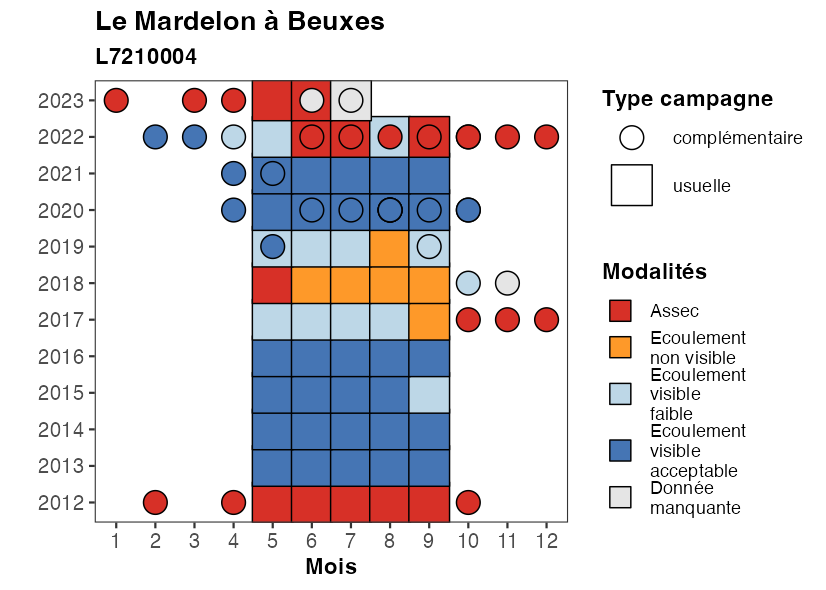 Le Mardelon à Beuxes
L7210004
2023
2022
2021
2020
2019
2018
2017
2016
2015
2014
2013
2012
1 2 3 4 5 6 7 8 9 10 11 12
Mois
Type campagne
complémentaire
usuelle
Modalités
Assec
Ecoulement
non visible
Ecoulement
visible
faible
Ecoulement
visible
acceptable
Donnée
manquante